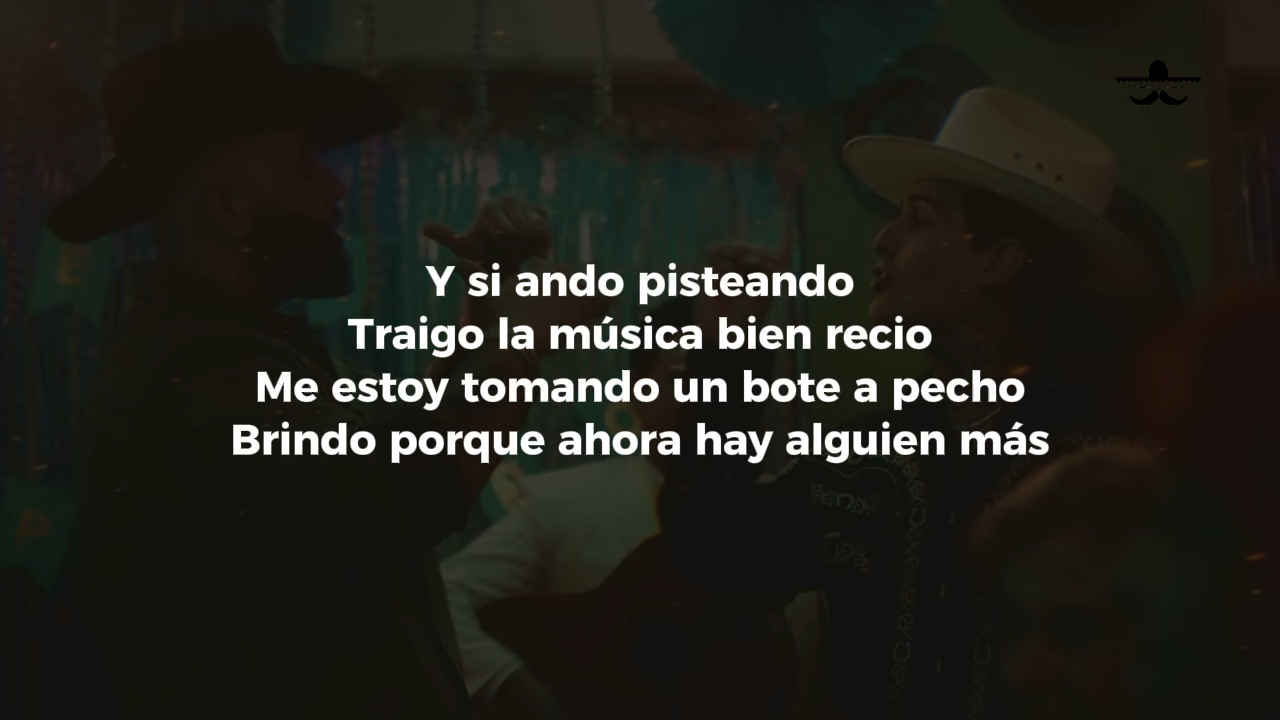 Y si ando pisteando
Traigo la música bien recio
Me estoy tomando un bote a pecho
Brindo porque ahora hay alguien más